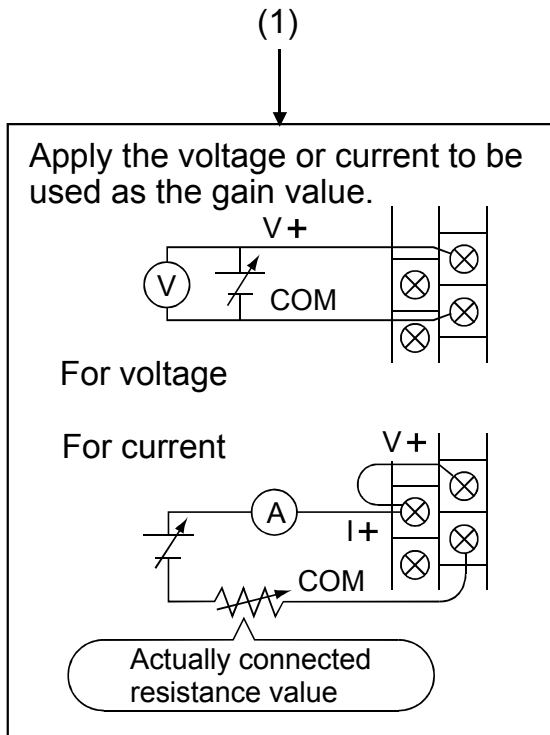 (1)
Apply the voltage or current to be
used as the gain value.
V+
V
COM
For voltage
For current
V+
A
I+
COM
Actually connected
resistance value